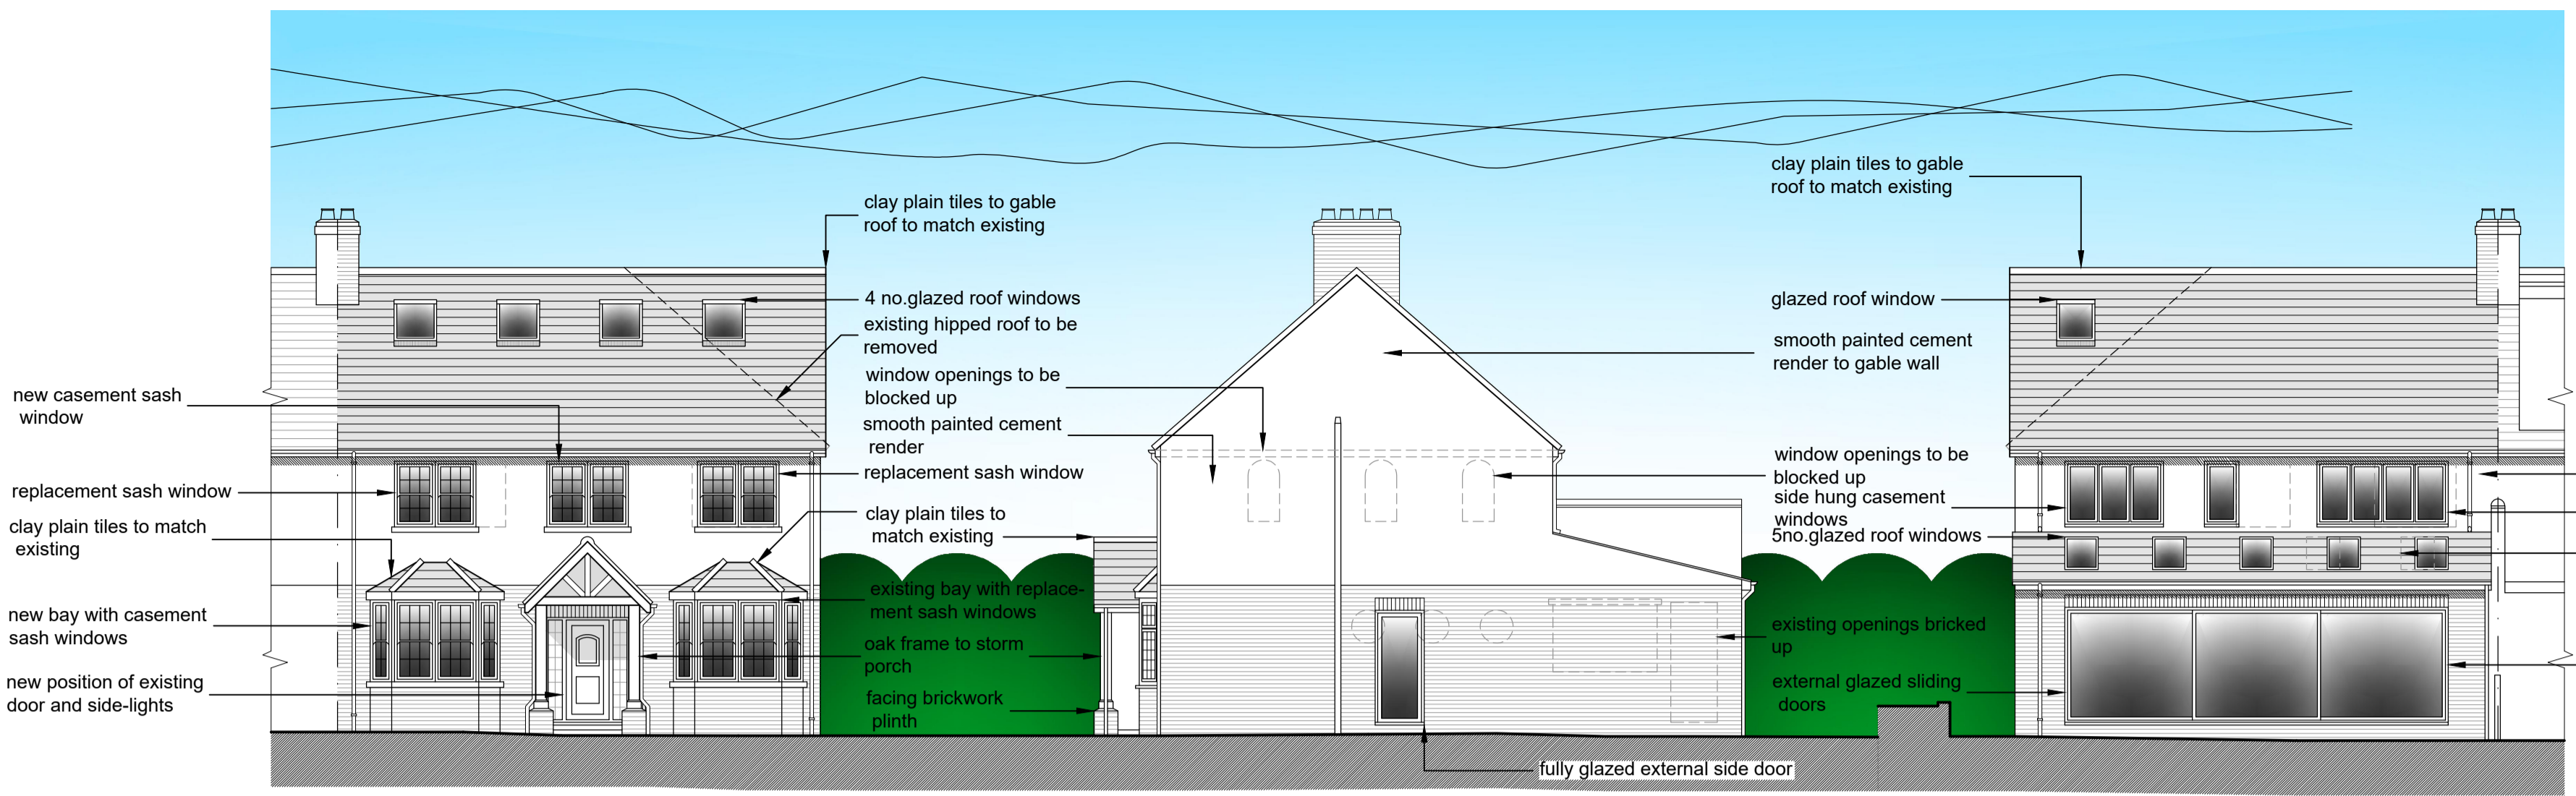 new casement sash
window
replacement sash window
clay plain tiles to match
existing
new bay with casement
sash windows
new position of existing
door and side-lights
clay plain tiles to gable
roof to match existing
4 no.glazed roof windows
existing hipped roof to be
removed
window openings to be
blocked up
smooth painted cement
render
replacement sash window
clay plain tiles to
match existing
existing bay with replace-
ment sash windows
oak frame to storm
porch
facing brickwork
plinth
fully glazed external side door
clay plain tiles to gable
roof to match existing
glazed roof window
smooth painted cement
render to gable wall
window openings to be
blocked up
side hung casement
windows
5no.glazed roof windows
existing openings bricked
up
external glazed sliding
doors